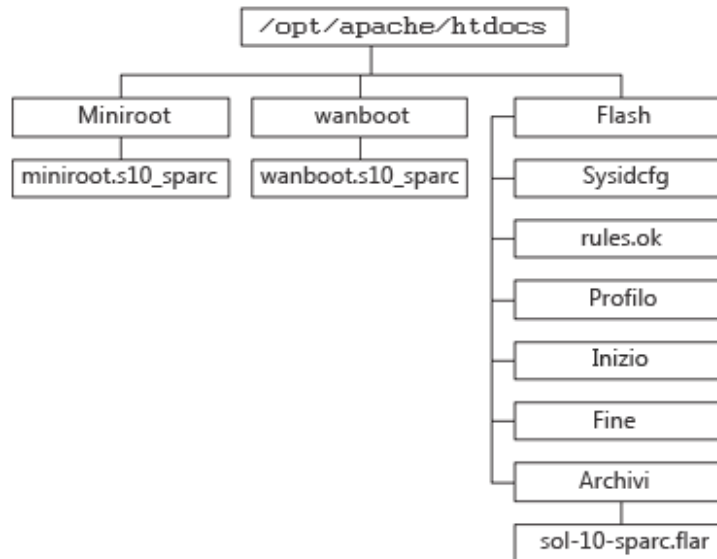 /opt/apache/htdocs
Miniroot
wanboot
Flash
miniroot.s10_sparc
wanboot.s10_sparc
Sysidcfg
rules.ok
Profilo
Inizio
Fine
Archivi
sol-10-sparc.flar